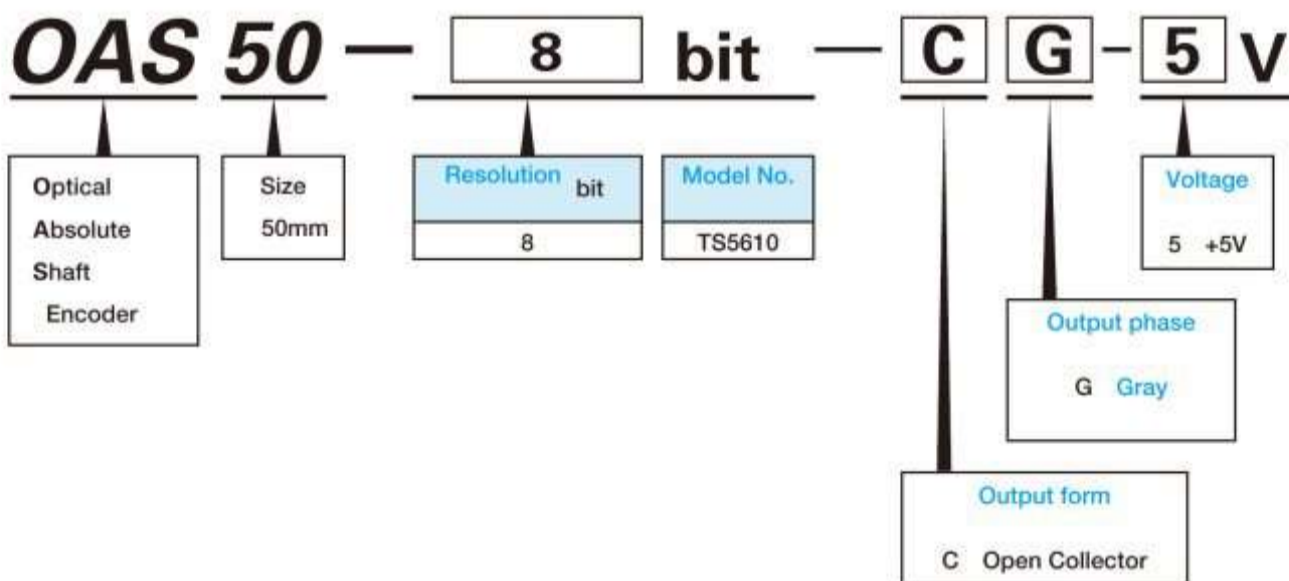 OAS 50 — 8 bit — C G - 5 V
Optical
Absolute
Shaft
Encoder
Size
50mm
Resolution bit
8
Model No.
TS5610
Voltage
5 +5V
Output phase
G Gray
Output form
C Open Collector